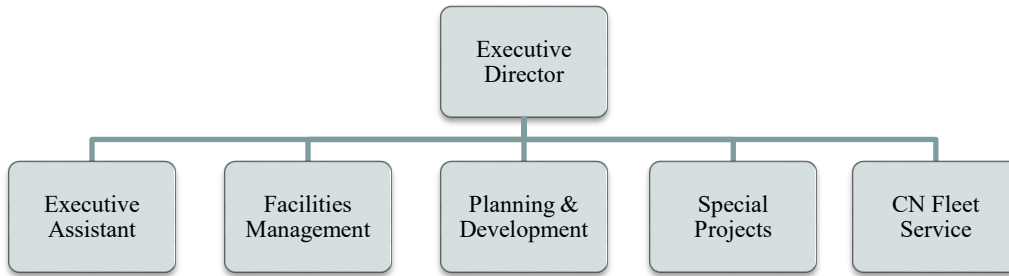 Executive
Director
Executive
Assistant
Facilities
Management
Planning &
Development
Special
Projects
CN Fleet
Service